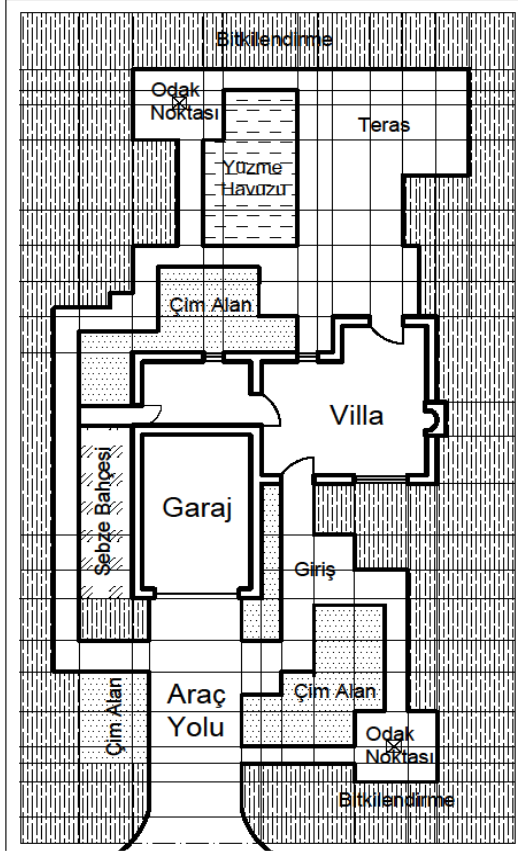 Bitkilendirme
Odak
Noktası
Teras
Yüzme
Havuzu
Çim Alan
Villa
Sebze Bahçesi
Garaj
Giriş
Çim Alan
Araç
Yolu
Çim Alan
Odak
Noktası
Bitkilendirme